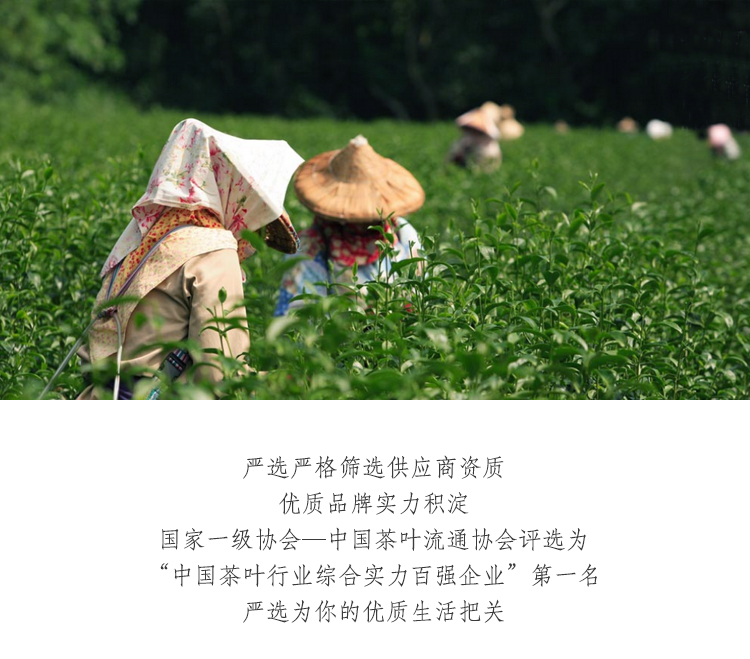 严选严格筛选供应商资质
优质品牌实力积淀
国家一级协会—中国茶叶流通协会评选为
“中国茶叶行业综合实力百强企业”第一名
严选为你的优质生活把关